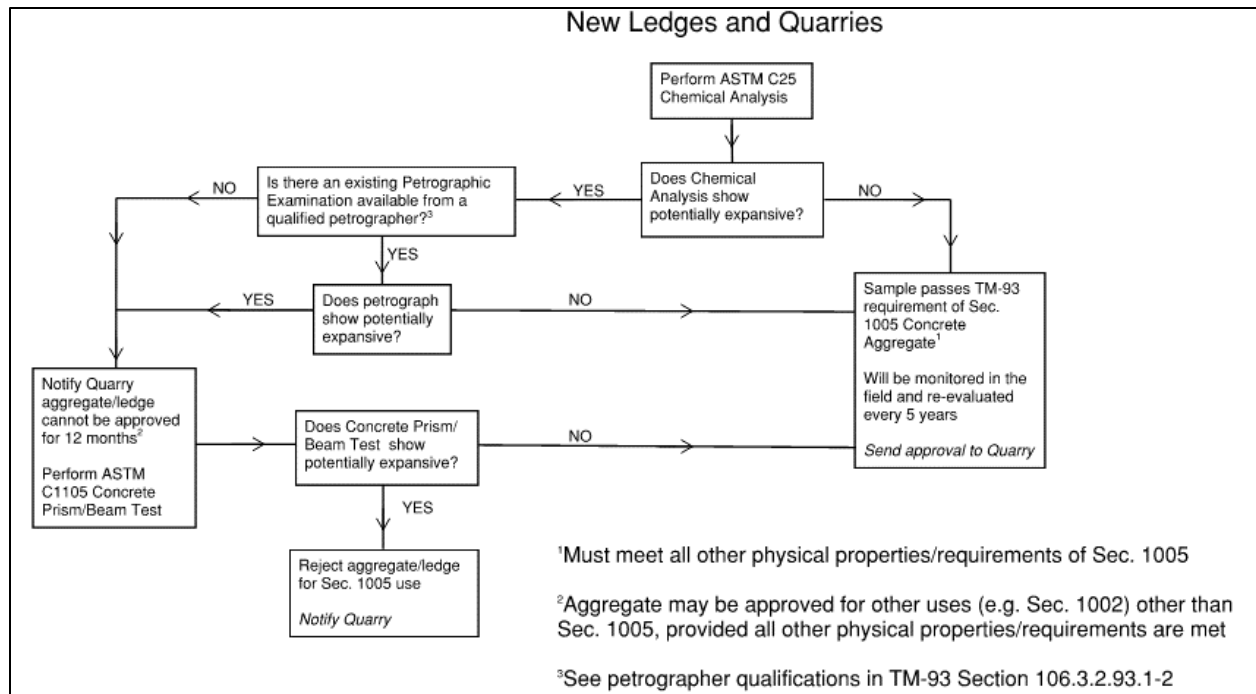 New Ledges and Quarries
Perform ASTM C25
Chemical Analysis
Does Chemical
Analysis show
potentially expansive?
YES
NO
Is there an existing Petrographic
Examination available from a
qualified petrographer?³
NO
YES
Does petrograph
show potentially
expansive?
YES
NO
Sample passes TM-93
requirement of Sec.
1005 Concrete
Aggregate¹
Will be monitored in the
field and re-evaluated
every 5 years
Send approval to Quarry
Notify Quarry
aggregate/ledge
cannot be approved
for 12 months²
Perform ASTM
C1105 Concrete
Prism/Beam Test
Does Concrete Prism/
Beam Test show
potentially expansive?
NO
YES
Reject aggregate/ledge
for Sec. 1005 use
Notify Quarry
¹Must meet all other physical properties/requirements of Sec. 1005
²Aggregate may be approved for other uses (e.g. Sec. 1002) other than
Sec. 1005, provided all other physical properties/requirements are met
³See petrographer qualifications in TM-93 Section 106.3.2.93.1-2